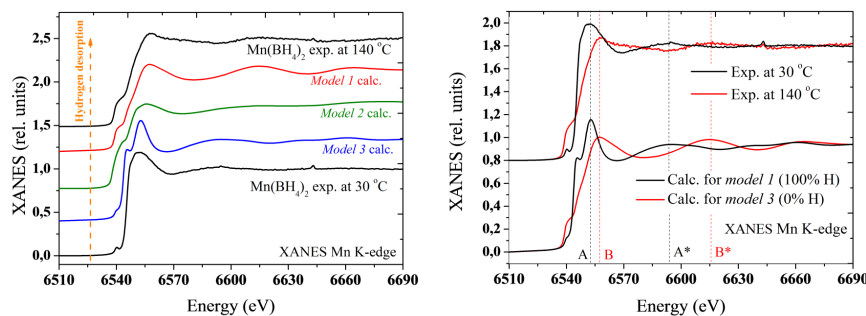 XANES (rel. units)
2,5
2,0
1,5
1,0
0,5
0,0
Hydrogen desorption
Mn(BH4)2 exp. at 140 °C
Model 1 calc.
Model 2 calc.
Model 3 calc.
Mn(BH4)2 exp. at 30 °C
XANES Mn K-edge
6510 6540 6570 6600 6630 6660 6690
Energy (eV)
XANES (rel. units)
2,0
1,8
1,6
1,4
1,2
1,0
0,8
0,6
0,4
0,2
0,0
Exp. at 30 °C
Exp. at 140 °C
Calc. for model 1 (100% H)
Calc. for model 3 (0% H)
XANES Mn K-edge
A B A* B*
6510 6540 6570 6600 6630 6660 6690
Energy (eV)